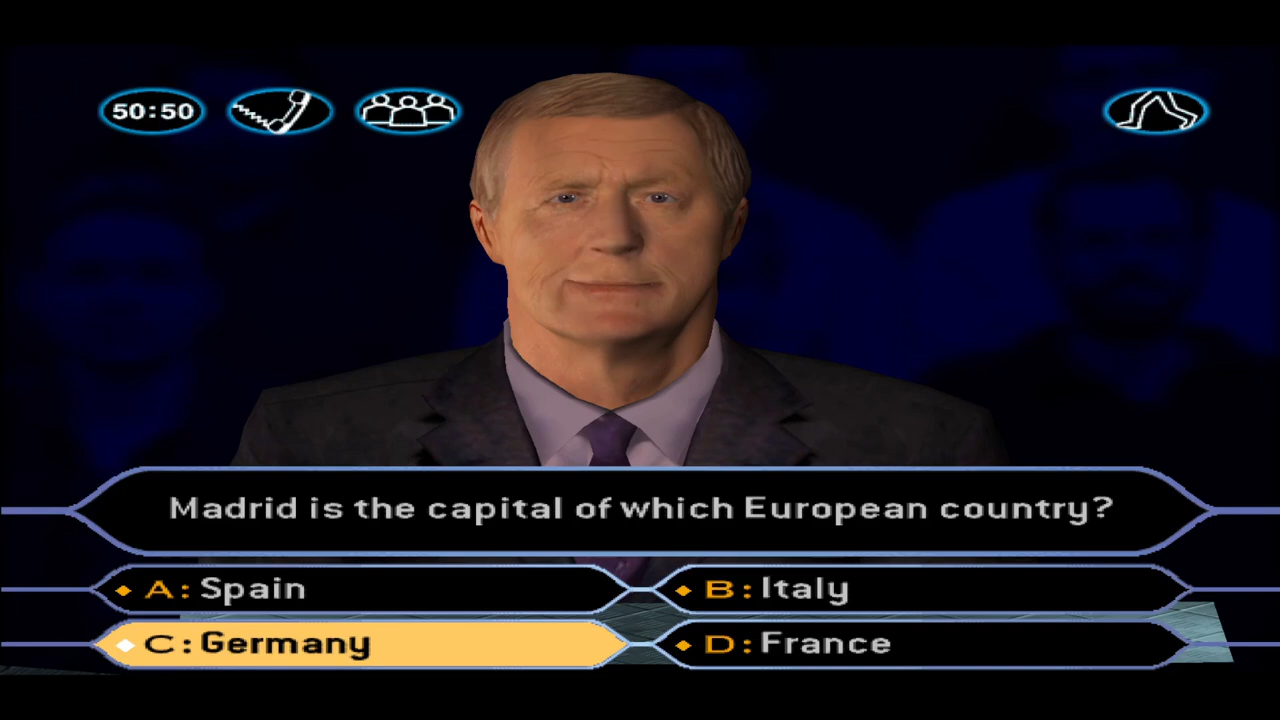 50:50
Madrid is the capital of which European country?
A: Spain
B: Italy
C: Germany
D: France